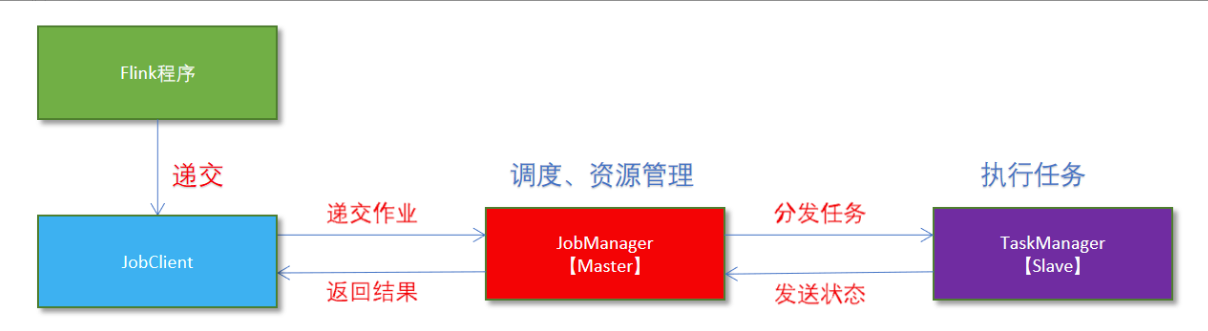 Flink程序
递交
调度、资源管理
执行任务
递交作业
分发任务
JobClient
JobManager
【Master】
TaskManager
【Slave】
返回结果
发送状态